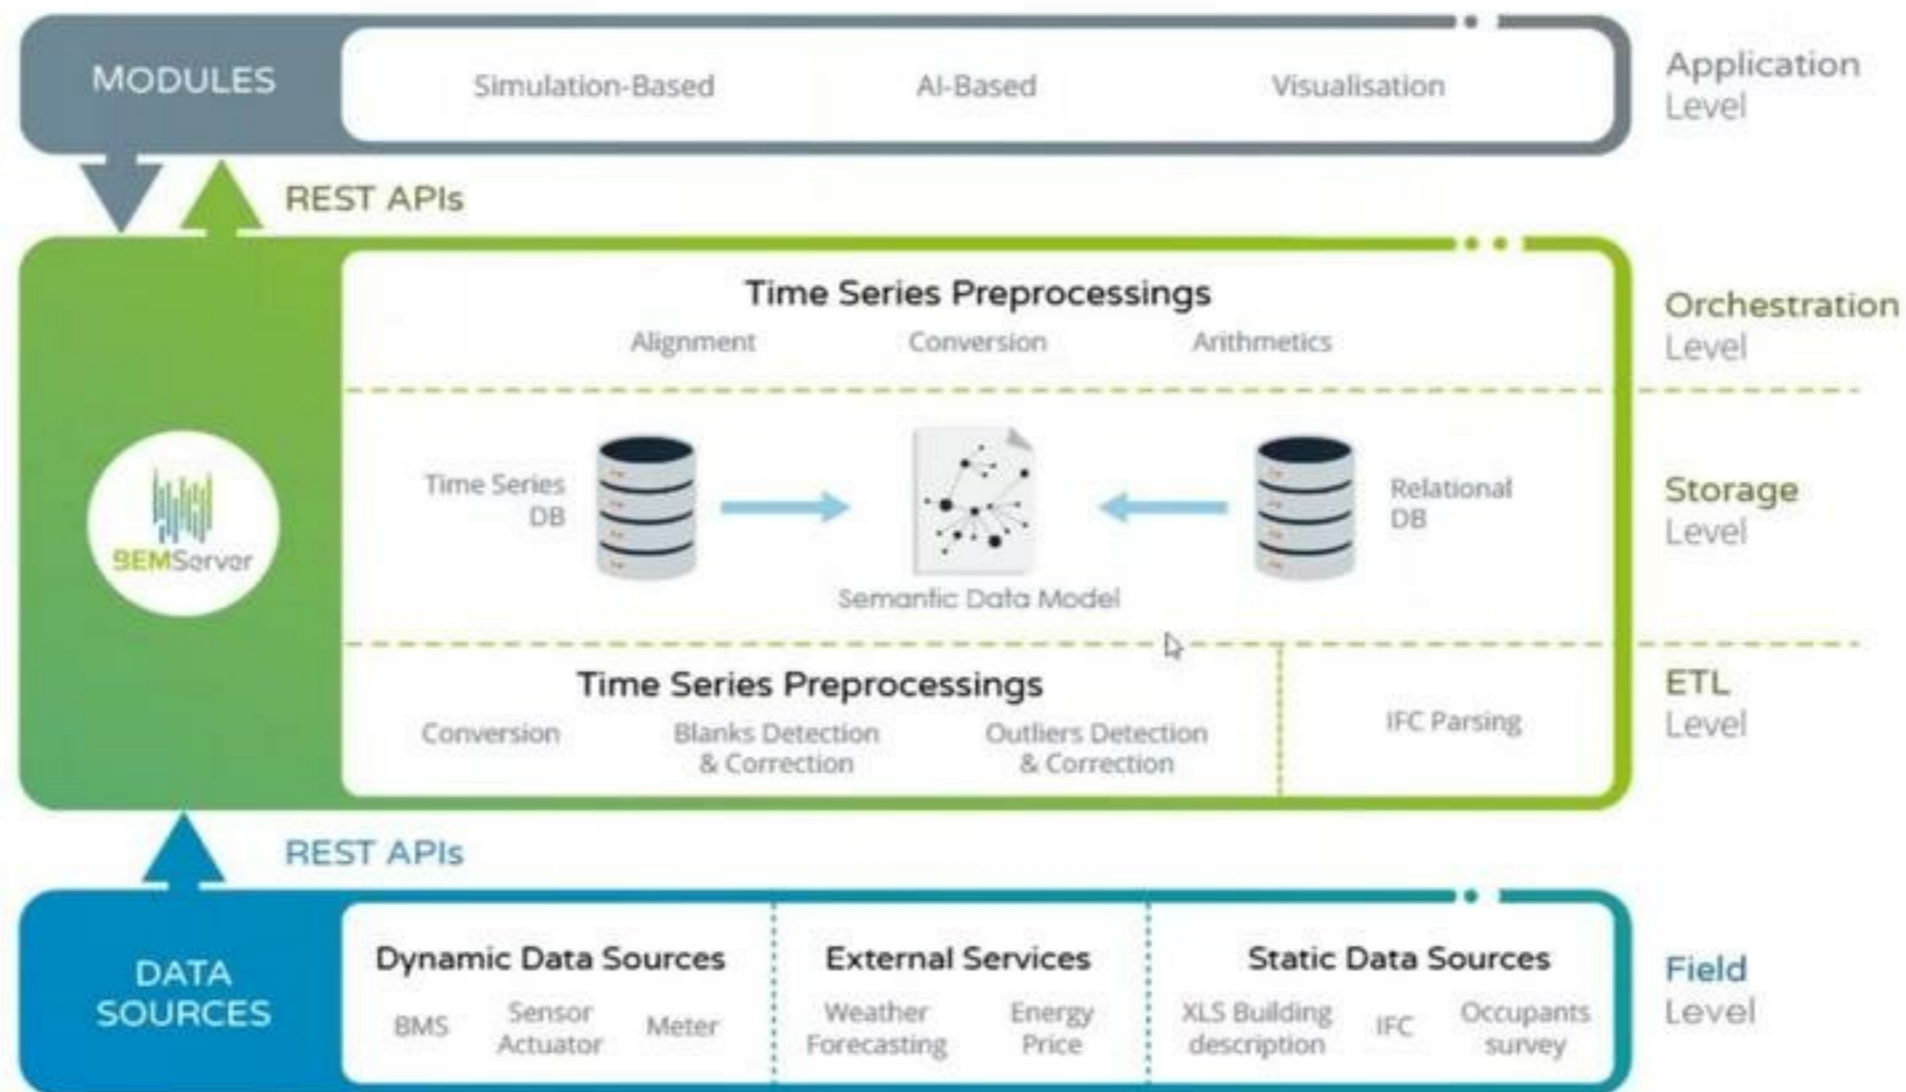 MODULES
Simulation-Based
AI-Based
Visualisation
Application
Level
REST APIs
Time Series Preprocessings
Alignment
Conversion
Arithmetics
Orchestration
Level
BEMServer
Time Series
DB
Semantic Data Model
Relational
DB
Storage
Level
Time Series Preprocessings
Conversion
Blanks Detection
& Correction
Outliers Detection
& Correction
IFC Parsing
ETL
Level
REST APIs
DATA
SOURCES
Dynamic Data Sources
BMS
Sensor
Actuator
Meter
External Services
Weather
Forecasting
Energy
Price
Static Data Sources
XLS Building
description
IFC
Occupants
survey
Field
Level